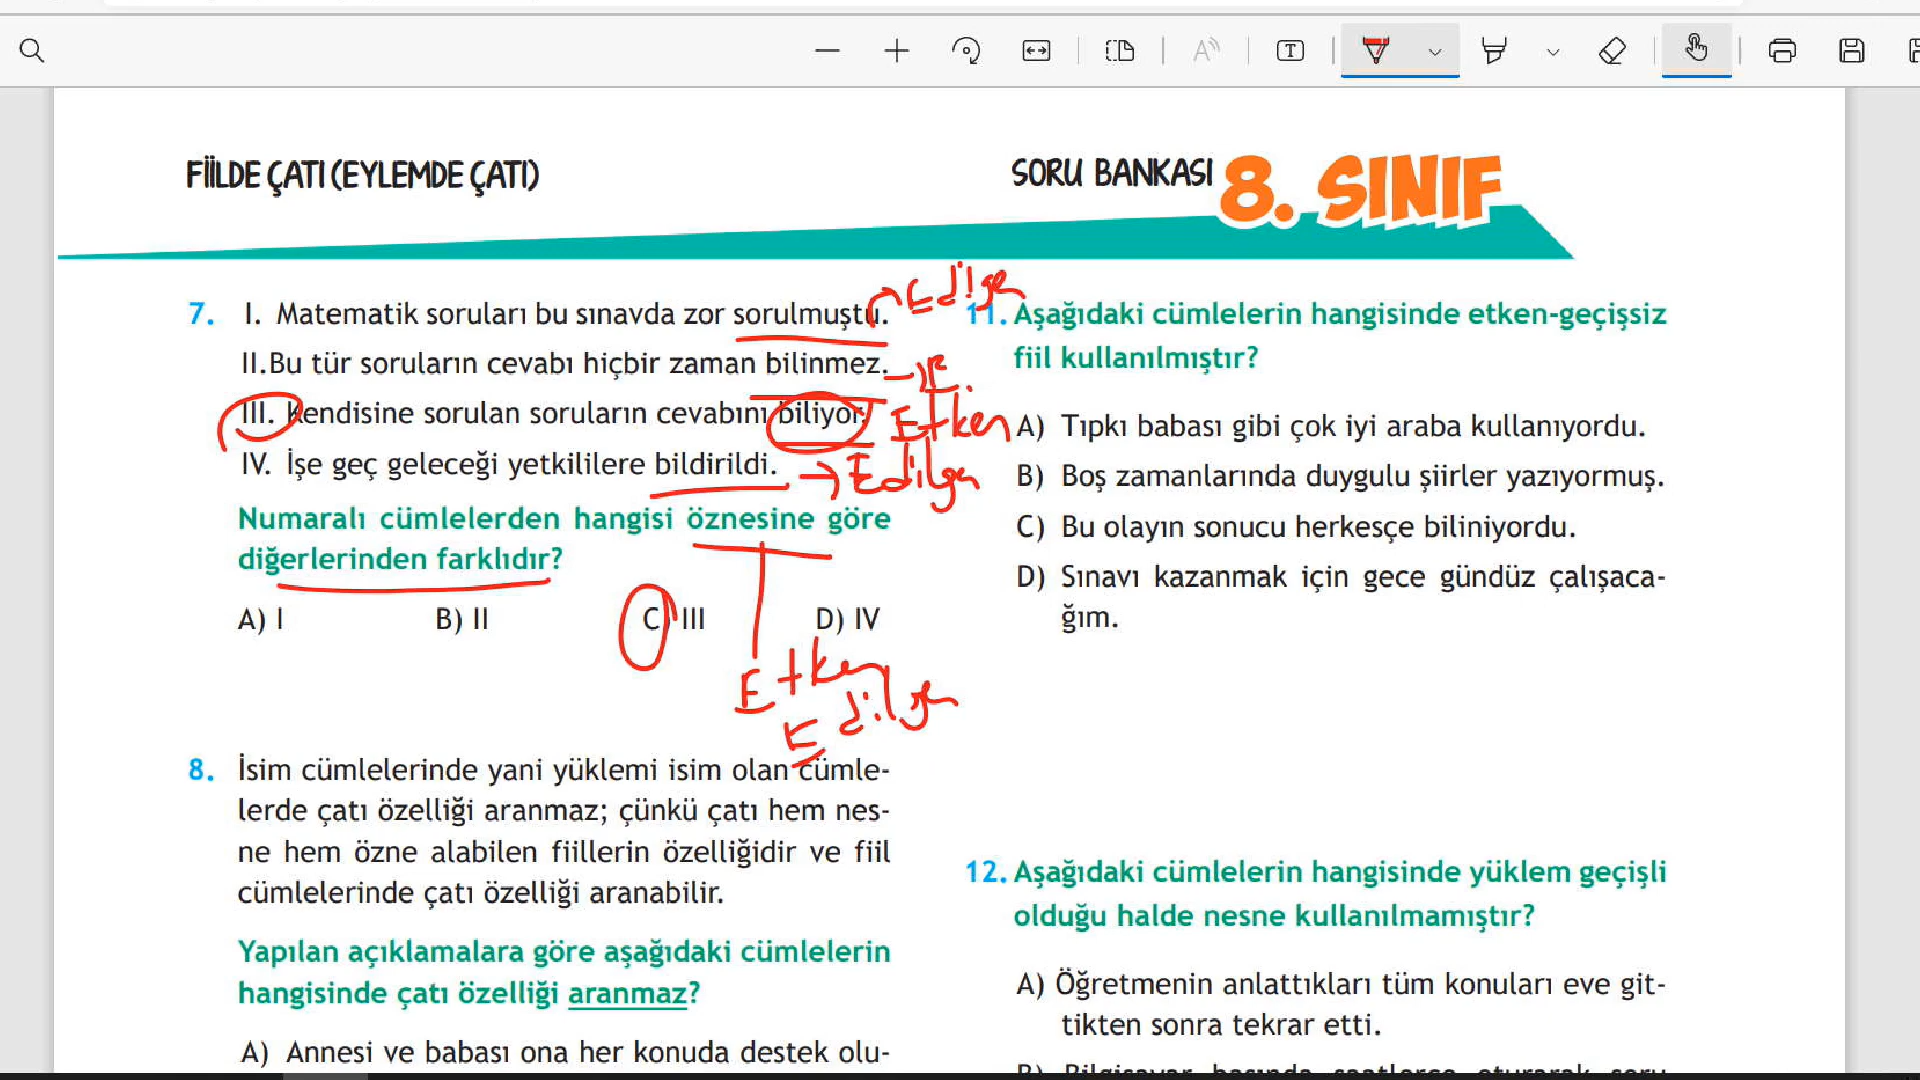 FİİLDE ÇATI (EYLEMDE ÇATI)
SORU BANKASI 8. SINIF
7. I. Matematik soruları bu sınavda zor sorulmuştu.
Edilgen
II.Bu tür soruların cevabı hiçbir zaman bilinmez.
III. Kendisine sorulan soruların cevabını biliyor.
Etken
IV. İşe geç geleceği yetkililere bildirildi.
Edilgen
Numaralı cümlelerden hangisi öznesine göre
diğerlerinden farklıdır?
A) I B) II C) III D) IV
Etken
Edilgen
8. İsim cümlelerinde yani yüklemi isim olan cümle-
lerde çatı özelliği aranmaz; çünkü çatı hem nes-
ne hem özne alabilen fiillerin özelliğidir ve fiil
cümlelerinde çatı özelliği aranabilir.
Yapılan açıklamalara göre aşağıdaki cümlelerin
hangisinde çatı özelliği aranmaz?
A) Annesi ve babası ona her konuda destek olu-
11. Aşağıdaki cümlelerin hangisinde etken-geçişsiz
fiil kullanılmıştır?
A) Tıpkı babası gibi çok iyi araba kullanıyordu.
B) Boş zamanlarında duygulu şiirler yazıyormuş.
C) Bu olayın sonucu herkesçe biliniyordu.
D) Sınavı kazanmak için gece gündüz çalışaca-
ğım.
12. Aşağıdaki cümlelerin hangisinde yüklem geçişli
olduğu halde nesne kullanılmamıştır?
A) Öğretmenin anlattıkları tüm konuları eve git-
tikten sonra tekrar etti.
B) Bilgisayar başında saatlerce oturarak soru